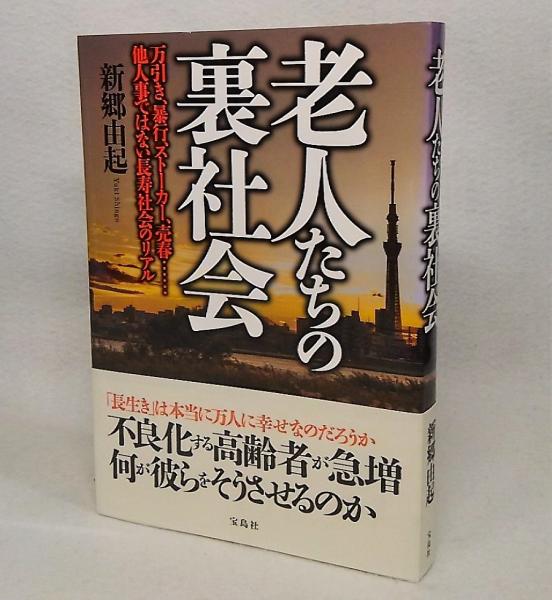 老人たちの
裏社会
万引き、暴行、ストーカー、売春……
他人事ではない長寿社会のリアル
新郷由起
Yuki Shingo
「長生き」は本当に万人に幸せなのだろうか
不良化する高齢者が急増
何が彼らをそうさせるのか
宝島社
老人たちの裏社会
新郷由起
宝島社